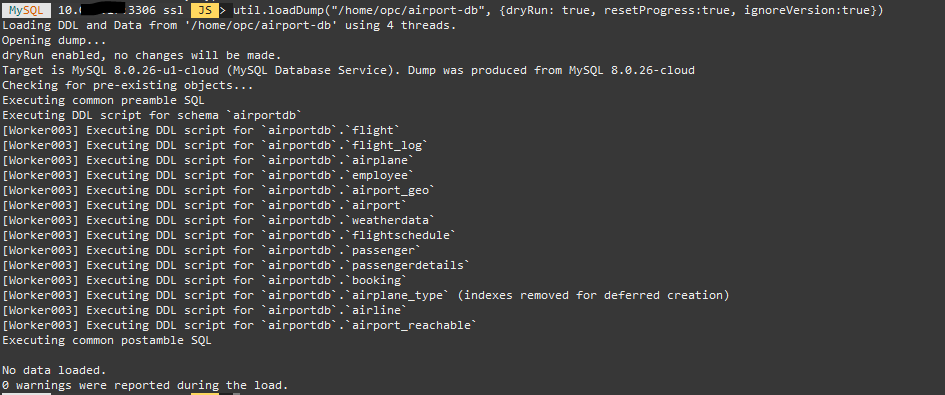 MySQL 10.0 3306 ssl JS > util.loadDump("/home/opc/airport-db", {dryRun: true, resetProgress:true, ignoreVersion:true})
Loading DDL and Data from '/home/opc/airport-db' using 4 threads.
Opening dump...
dryRun enabled, no changes will be made.
Target is MySQL 8.0.26-u1-cloud (MySQL Database Service). Dump was produced from MySQL 8.0.26-cloud
Checking for pre-existing objects...
Executing common preamble SQL
Executing DDL script for schema `airportdb`
[Worker003] Executing DDL script for `airportdb`.`flight`
[Worker003] Executing DDL script for `airportdb`.`flight_log`
[Worker003] Executing DDL script for `airportdb`.`airplane`
[Worker003] Executing DDL script for `airportdb`.`employee`
[Worker003] Executing DDL script for `airportdb`.`airport_geo`
[Worker003] Executing DDL script for `airportdb`.`airport`
[Worker003] Executing DDL script for `airportdb`.`weatherdata`
[Worker003] Executing DDL script for `airportdb`.`flightschedule`
[Worker003] Executing DDL script for `airportdb`.`passenger`
[Worker003] Executing DDL script for `airportdb`.`passengerdetails`
[Worker003] Executing DDL script for `airportdb`.`booking`
[Worker003] Executing DDL script for `airportdb`.`airplane_type` (indexes removed for deferred creation)
[Worker003] Executing DDL script for `airportdb`.`airline`
[Worker003] Executing DDL script for `airportdb`.`airport_reachable`
Executing common postamble SQL
No data loaded.
0 warnings were reported during the load.